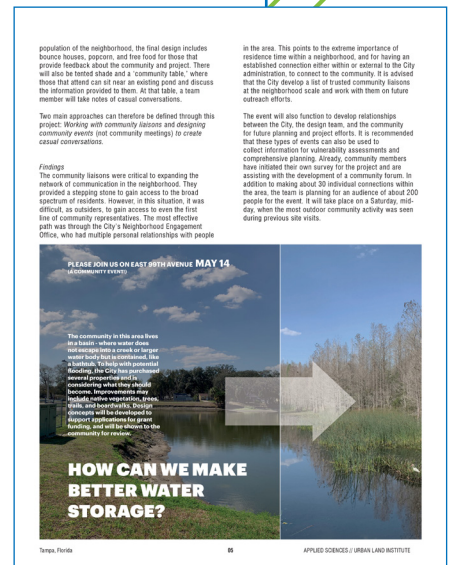 population of the neighborhood, the final design includes
bounce houses, popcorn, and free food for those that
provide feedback about the community and project. There
will also be tented shade and a 'community table,' where
those that attend can sit near an existing pond and discuss
the information provided to them. At that table, a team
member will take notes of casual conversations.
Two main approaches can therefore be defined through this
project: Working with community liaisons and designing
community events (not community meetings) to create
casual conversations.
Findings
The community liaisons were critical to expanding the
network of communication in the neighborhood. They
provided a stepping stone to gain access to the broad
spectrum of residents. However, in this situation, it was
difficult, as outsiders, to gain access to even the first
line of community representatives. The most effective
path was through the City's Neighborhood Engagement
Office, who had multiple personal relationships with people
in the area. This points to the extreme importance of
residence time within a neighborhood, and for having an
established connection either within or external to the City
administration, to connect to the community. It is advised
that the City develop a list of trusted community liaisons
at the neighborhood scale and work with them on future
outreach efforts.
The event will also function to develop relationships
between the City, the design team, and the community
for future planning and project efforts. It is recommended
that these types of events can also be used to
collect information for vulnerability assessments and
comprehensive planning. Already, community members
have initiated their own survey for the project and are
assisting with the development of a community forum. In
addition to making about 30 individual connections within
the area, the team is planning for an audience of about 200
people for the event. It will take place on a Saturday, mid-
day, when the most outdoor community activity was seen
during previous site visits.
PLEASE JOIN US ON EAST 99TH AVENUE MAY 14
(A COMMUNITY EVENT!)
The community in this area lives
in a basin - where water does
not escape into a creek or larger
water body but is contained, like
a bathtub. To help with potential
flooding, the City has purchased
several properties and is
considering what they should
become. Improvements may
include native vegetation, trees,
trails, and boardwalks. Design
concepts will be developed to
support applications for grant
funding, and will be shown to the
community for review.
HOW CAN WE MAKE
BETTER WATER
STORAGE?
Tampa, Florida
05
APPLIED SCIENCES // URBAN LAND INSTITUTE